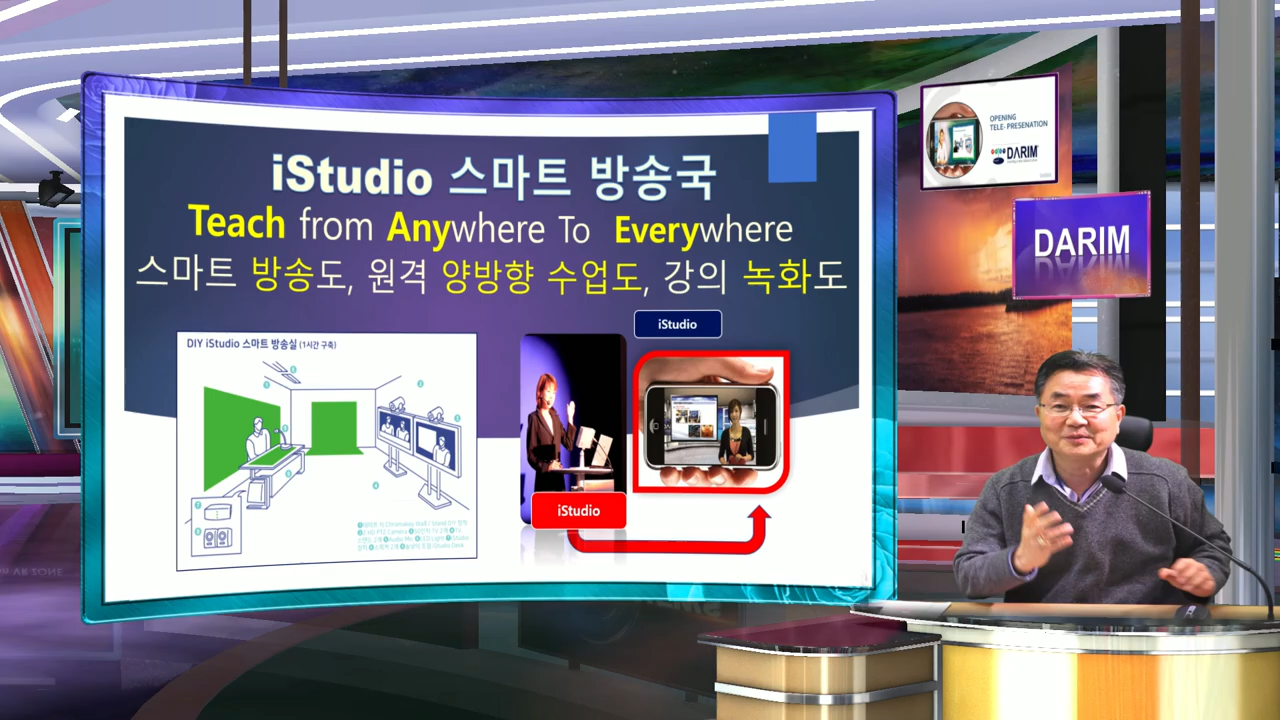 iStudio 스마트 방송국
Teach from Anywhere To Everywhere
스마트 방송도, 원격 양방향 수업도, 강의 녹화도
DIY iStudio 스마트 방송실 (1시간 구축)
iStudio
iStudio
OPENING
TELE- PRESENATION
DARIM
DARIM